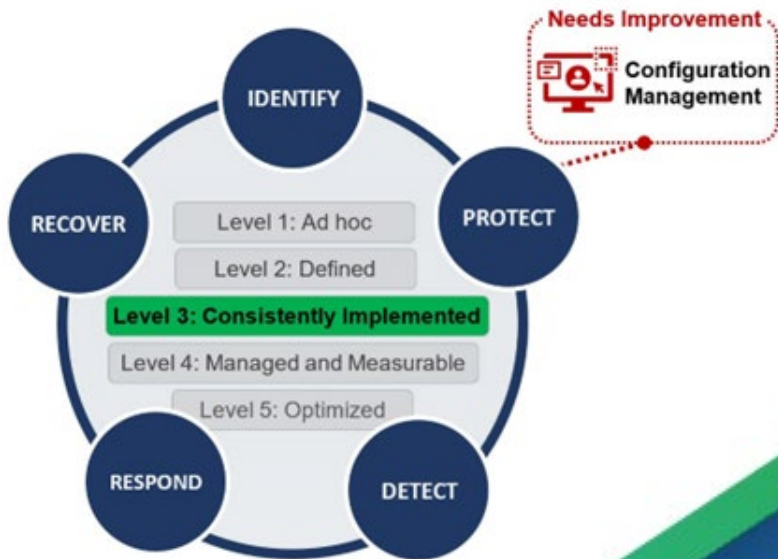 Needs Improvement
Configuration
Management
IDENTIFY
PROTECT
RECOVER
Level 1: Ad hoc
Level 2: Defined
Level 3: Consistently Implemented
Level 4: Managed and Measurable
Level 5: Optimized
RESPOND
DETECT